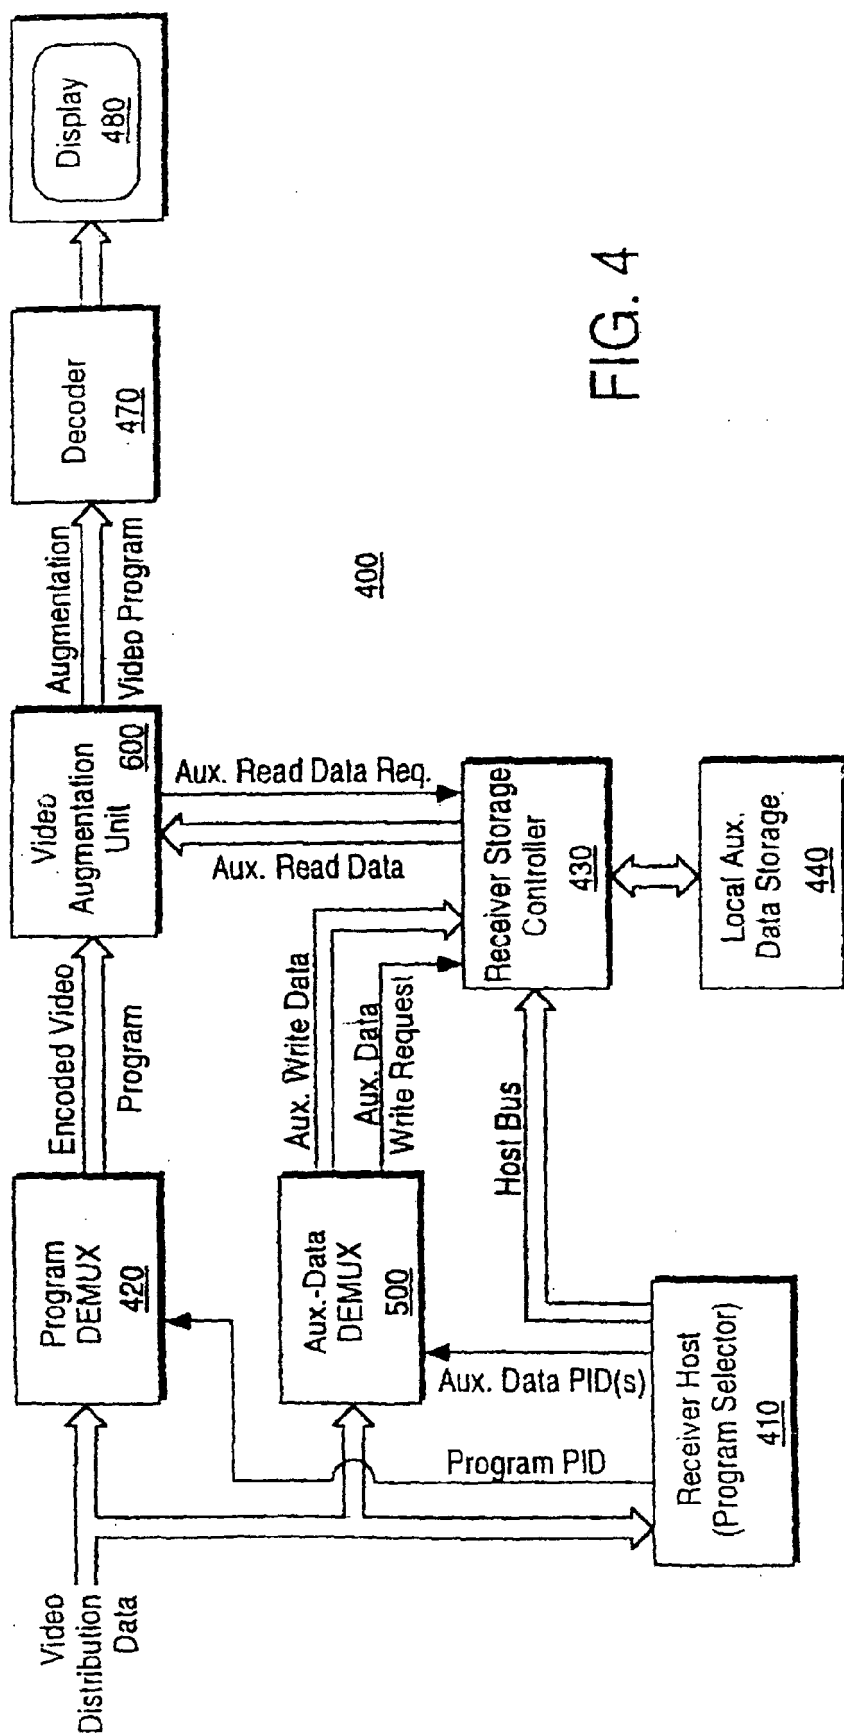 Video
Distribution
Data
Program
DEMUX
420
Encoded Video
Program
Video
Augmentation
Unit
600
Augmentation
Video Program
Decoder
470
Display
480
Aux.-Data
DEMUX
500
Aux. Write Data
Aux. Data
Write Request
Aux. Read Data Req.
Aux. Read Data
Program PID
Aux. Data PID(s)
Host Bus
Receiver Storage
Controller
430
Receiver Host
(Program Selector)
410
Local Aux.
Data Storage
440
400
FIG. 4